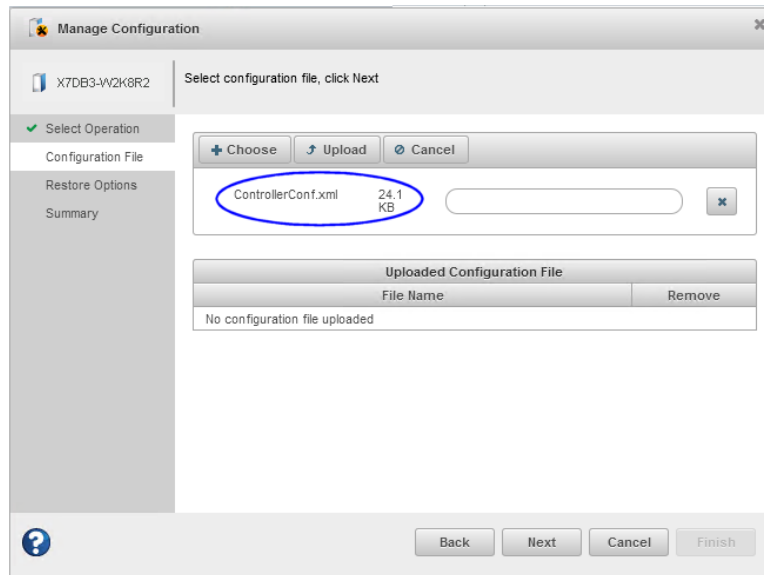 Manage Configuration
X7DB3-W2K8R2
Select configuration file, click Next
Select Operation
Configuration File
Restore Options
Summary
Choose
Upload
Cancel
ControllerConf.xml
24.1
KB
Uploaded Configuration File
File Name
Remove
No configuration file uploaded
?
Back
Next
Cancel
Finish